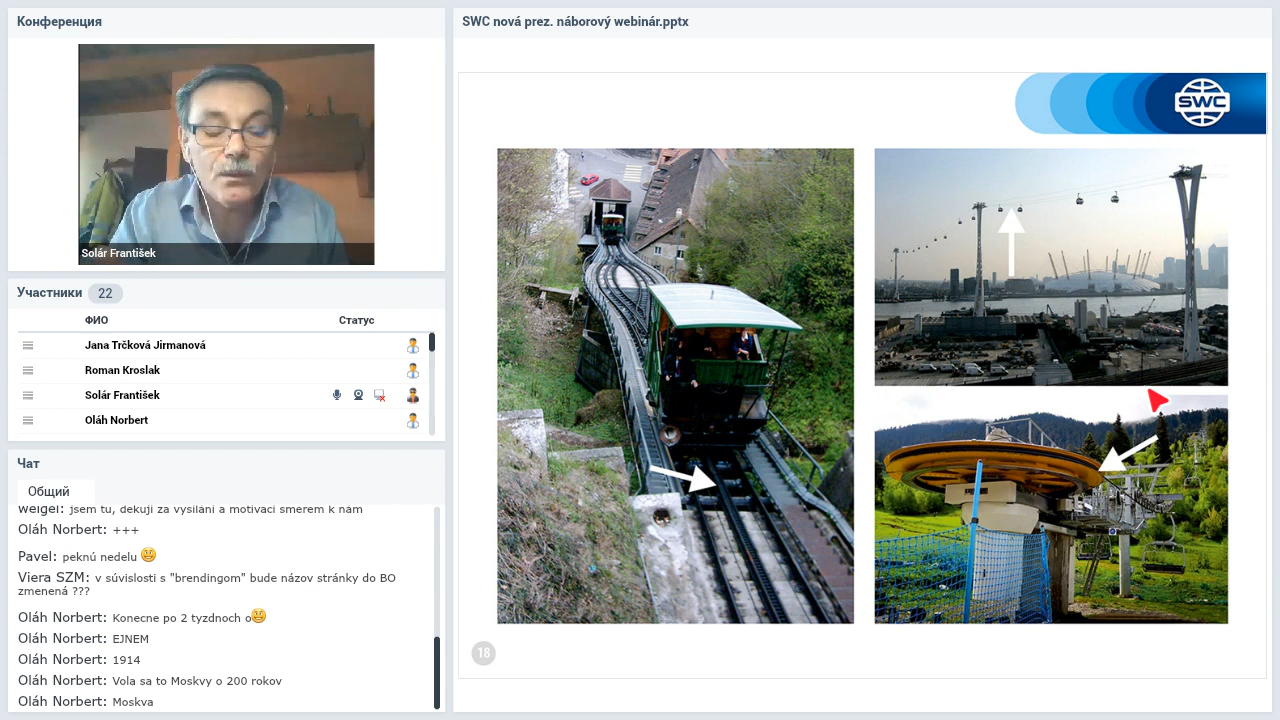 Конференция
Solár František
Участники 22
ФИО Статус
Jana Trčková Jirmanová
Roman Kroslak
Solár František
Oláh Norbert
Чат
Общий
weigel: jsem tu, dekuji za vysilani a motivaci smerem k nám
Oláh Norbert: +++
Pavel: peknú nedelu
Viera SZM: v súvislosti s "brendingom" bude názov stránky do BO
zmenená ???
Oláh Norbert: Konecne po 2 tyzdnoch o
Oláh Norbert: EJNEM
Oláh Norbert: 1914
Oláh Norbert: Vola sa to Moskvy o 200 rokov
Oláh Norbert: Moskva
SWC nová prez. náborový webinár.pptx
SWC
18